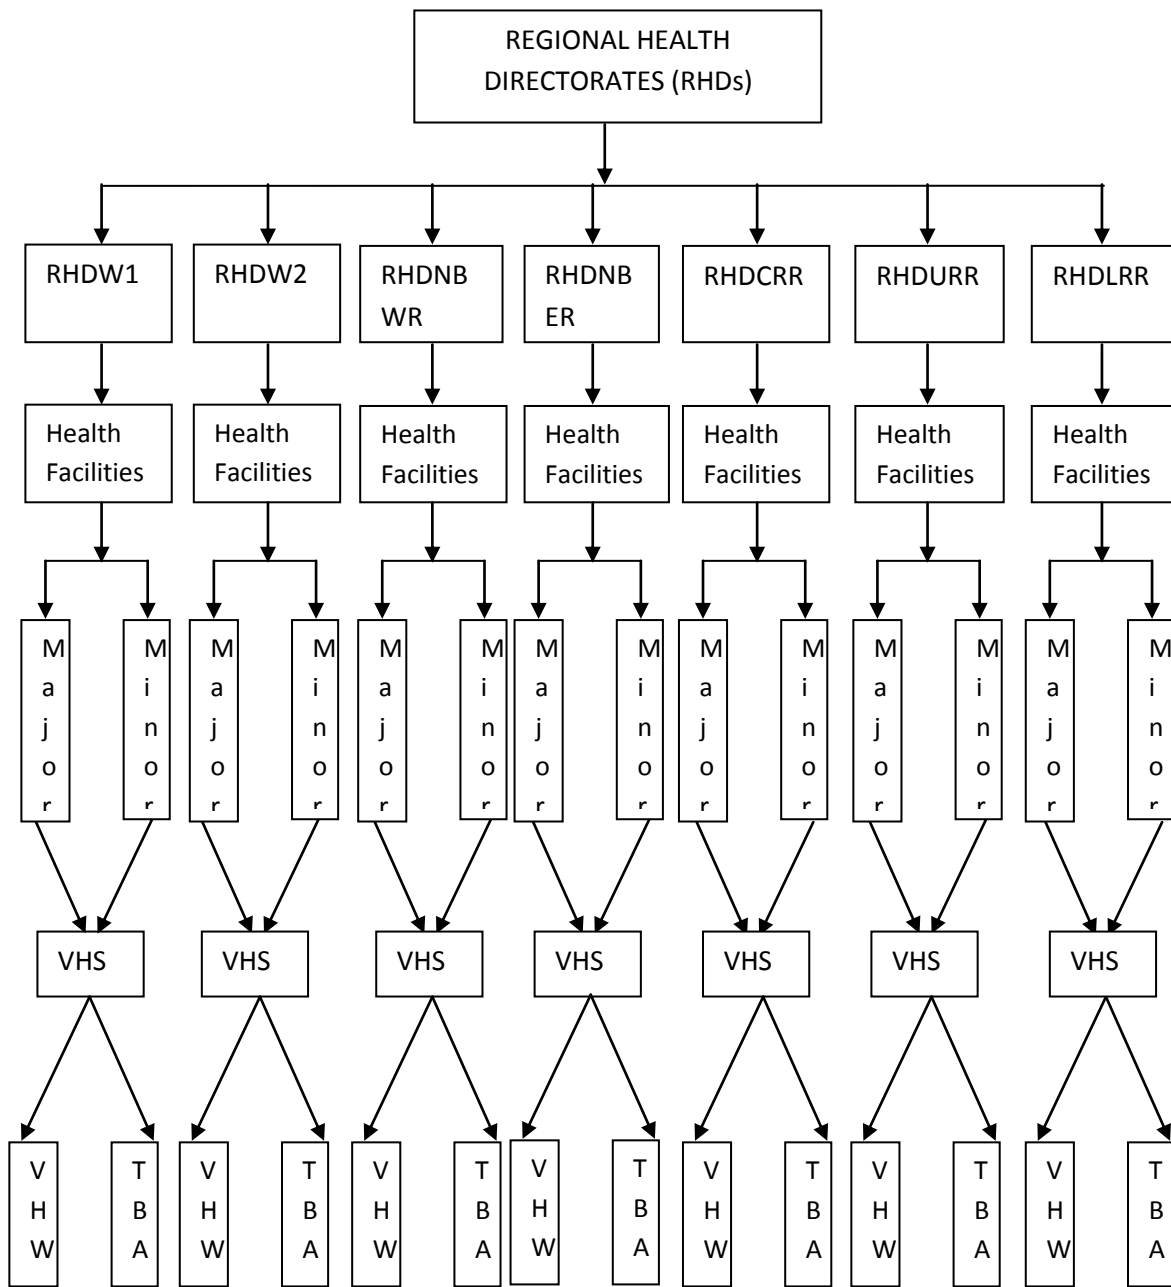 REGIONAL HEALTH
DIRECTORATES (RHDs)
RHDW1
RHDW2
RHDNB
WR
RHDNB
ER
RHDCRR
RHDURR
RHDLRR
Health
Facilities
Health
Facilities
Health
Facilities
Health
Facilities
Health
Facilities
Health
Facilities
Health
Facilities
Major
Minor
Major
Minor
Major
Minor
Major
Minor
Major
Minor
Major
Minor
Major
Minor
VHS
VHS
VHS
VHS
VHS
VHS
VHS
VHW
TBA
VHW
TBA
VHW
TBA
VHW
TBA
VHW
TBA
VHW
TBA
VHW
TBA